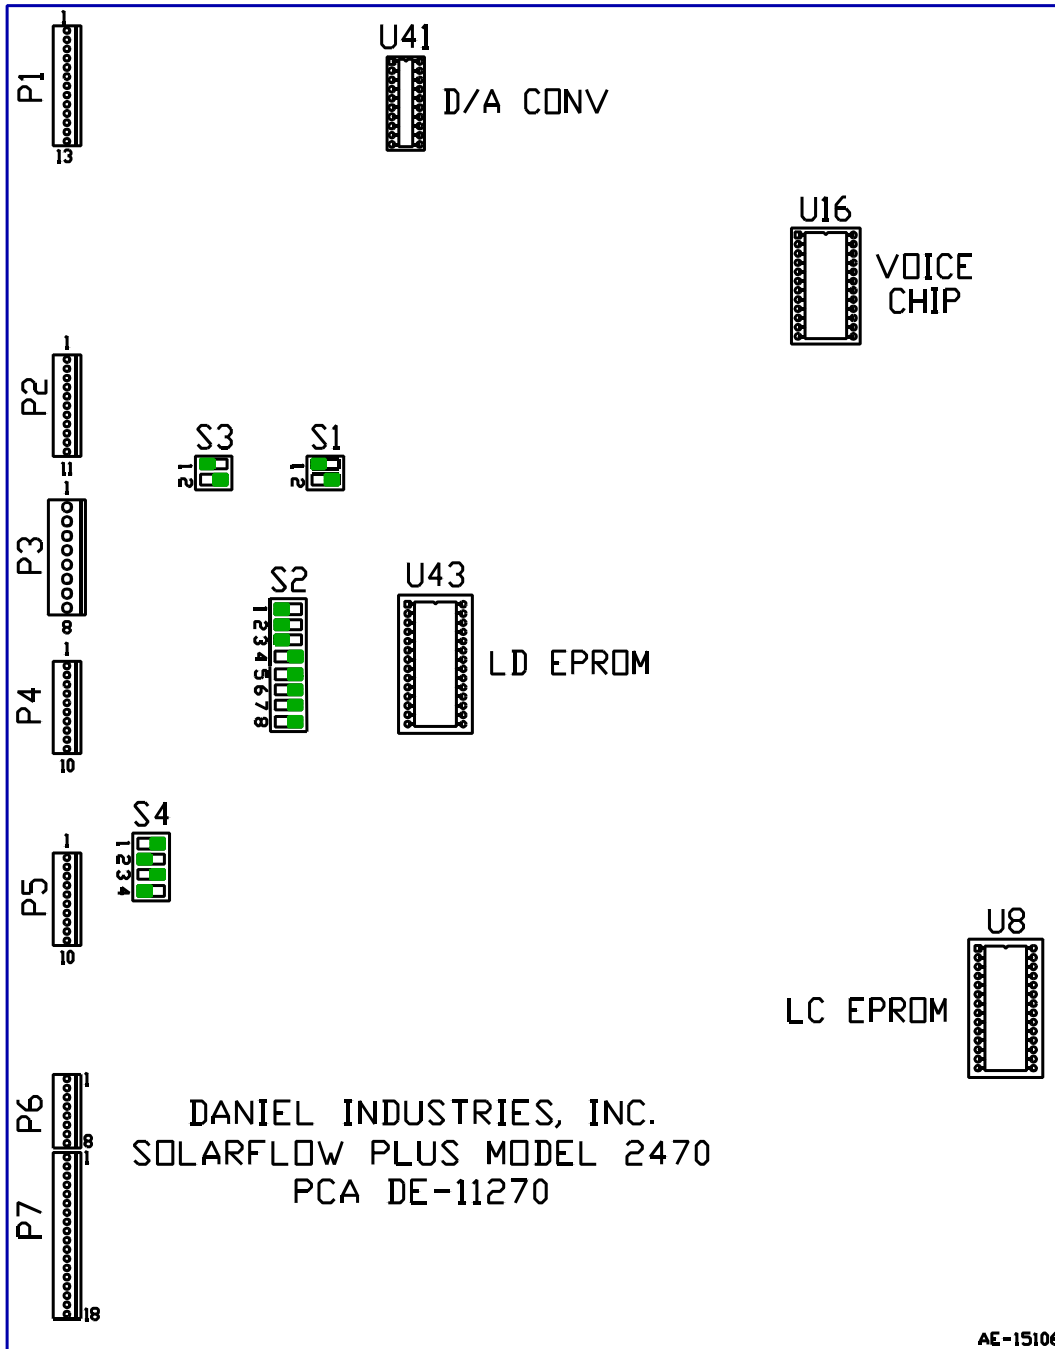 1
P1
13
U41
D/A CONV
U16
VOICE
CHIP
1
P2
11
S3
1
2
S1
1
2
1
P3
8
S2
1
2
3
4
5
6
7
8
U43
LD EPROM
1
P4
10
S4
1
2
3
4
1
P5
10
U8
LC EPROM
1
P6
8
DANIEL INDUSTRIES, INC.
SOLARFLOW PLUS MODEL 2470
PCA DE-11270
1
P7
18
AE-15106